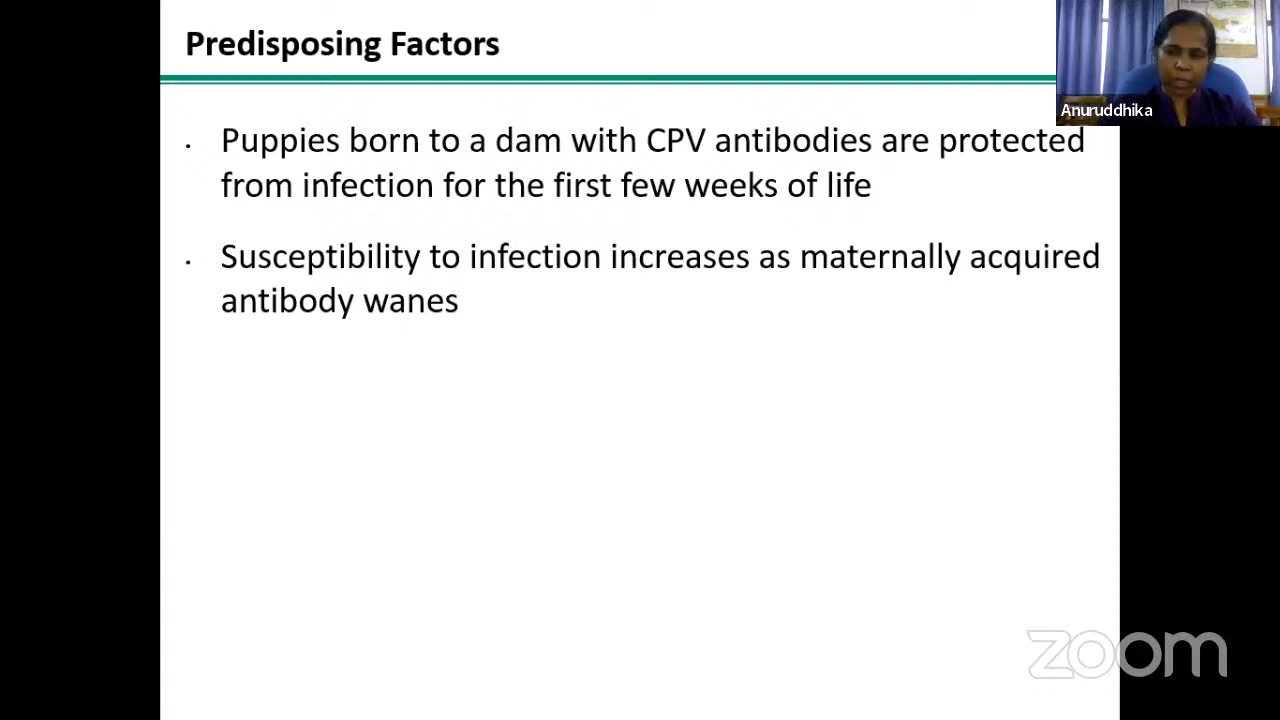 Predisposing Factors
Anuruddhika
• Puppies born to a dam with CPV antibodies are protected
from infection for the first few weeks of life
• Susceptibility to infection increases as maternally acquired
antibody wanes
zoom